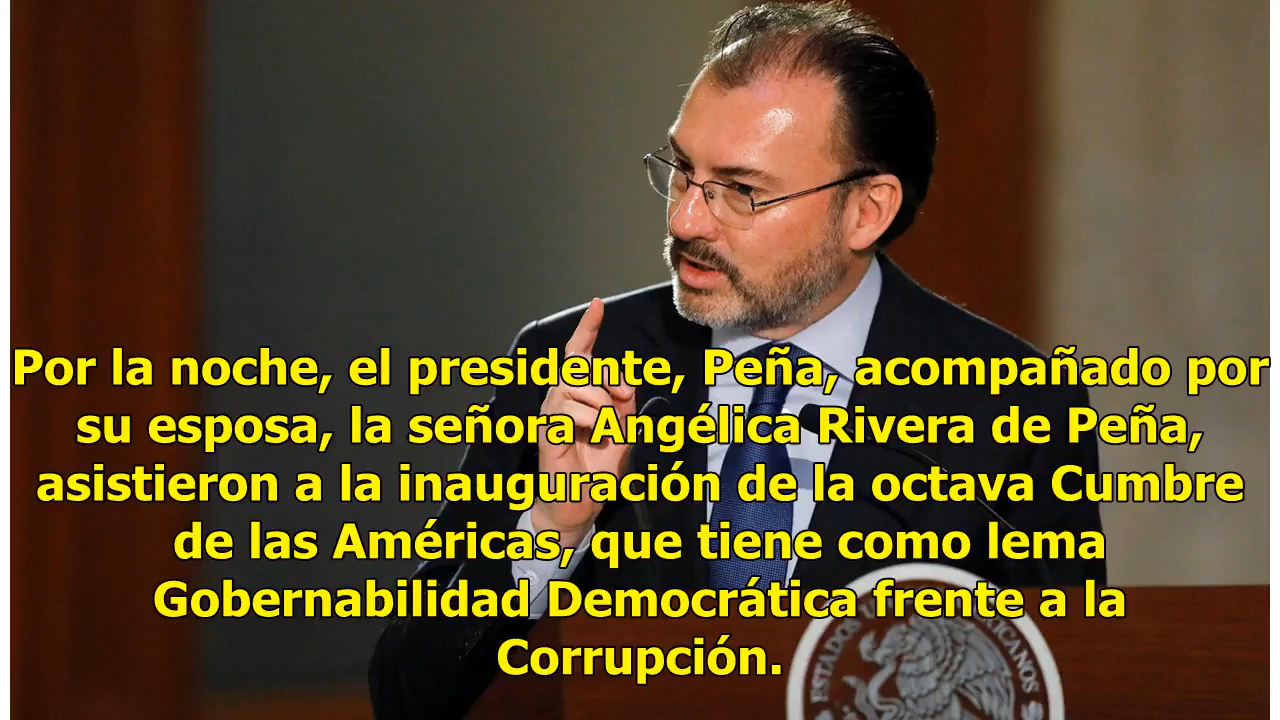 Por la noche, el presidente, Peña, acompañado por
su esposa, la señora Angélica Rivera de Peña,
asistieron a la inauguración de la octava Cumbre
de las Américas, que tiene como lema
Gobernabilidad Democrática frente a la
Corrupción.
ESTADOS